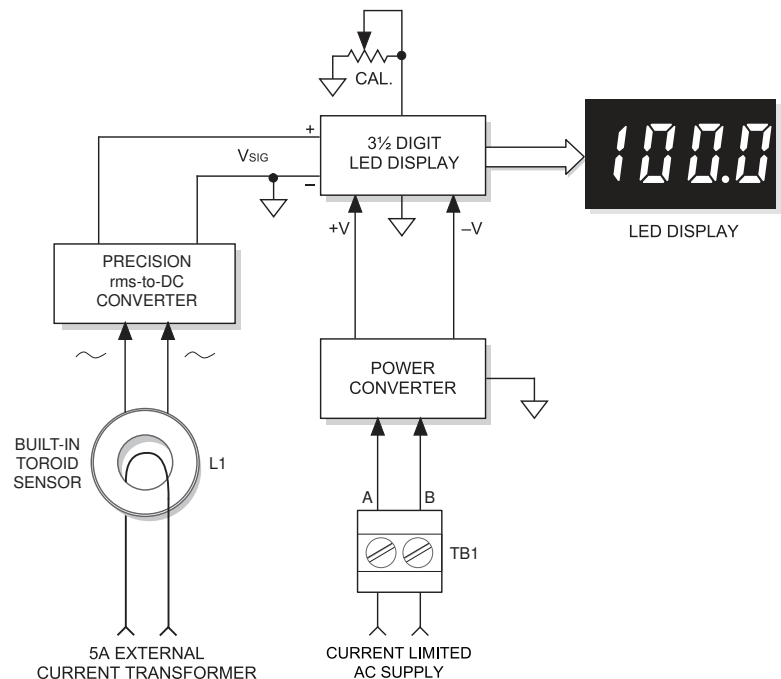 CAL.
+
3½ DIGIT
LED DISPLAY
VSIG
–
100.0
LED DISPLAY
+V
–V
PRECISION
rms-to-DC
CONVERTER
POWER
CONVERTER
BUILT-IN
TOROID
SENSOR
L1
A
B
TB1
5A EXTERNAL
CURRENT TRANSFORMER
CURRENT LIMITED
AC SUPPLY